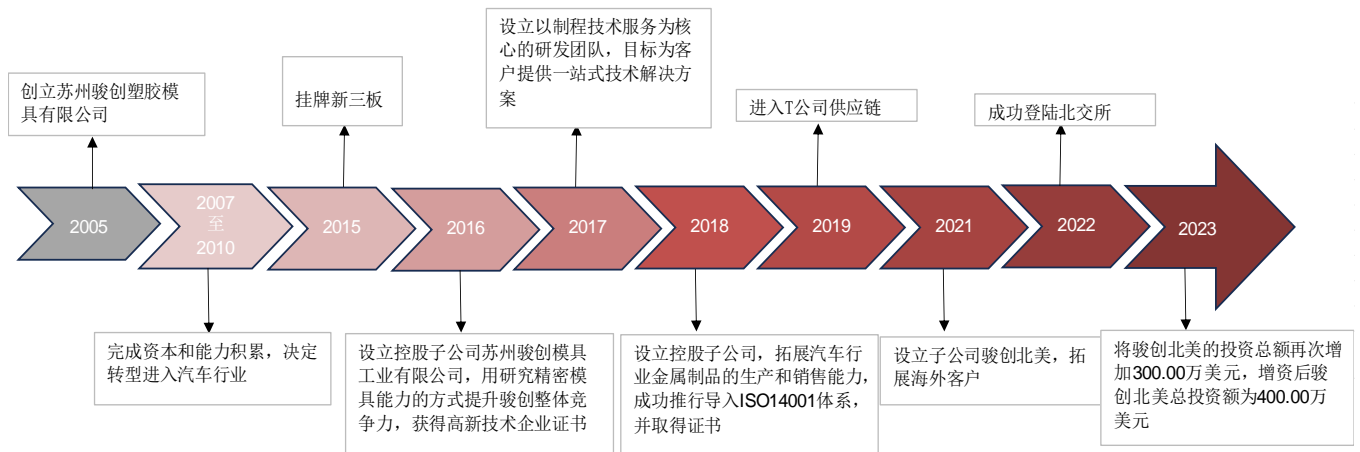 设立以制程技术服务为核
心的研发团队，目标为客
户提供一站式技术解决方
案
创立苏州骏创塑胶模
具有限公司
挂牌新三板
进入T公司供应链
成功登陆北交所
2005
2007
至
2010
2015
2016
2017
2018
2019
2021
2022
2023
完成资本和能力积累，决定
转型进入汽车行业
设立控股子公司苏州骏创模具
工业有限公司，用研究精密模
具能力的方式提升骏创整体竞
争力，获得高新技术企业证书
设立控股子公司，拓展汽车行
业金属制品的生产和销售能力，
成功推行导入ISO14001体系，
并取得证书
设立子公司骏创北美，拓
展海外客户
将骏创北美的投资总额再次增
加300.00万美元，增资后骏
创北美总投资额为400.00万
美元